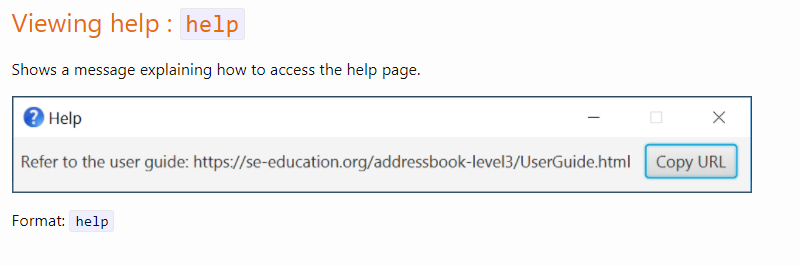 Viewing help : help
Shows a message explaining how to access the help page.
Help
Refer to the user guide: https://se-education.org/addressbook-level3/UserGuide.html Copy URL
Format: help